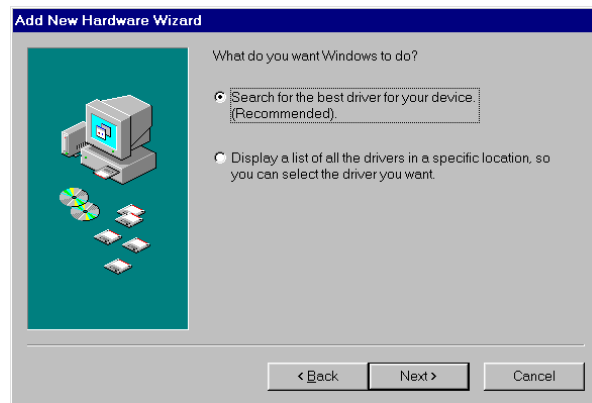 Add New Hardware Wizard
What do you want Windows to do?
Search for the best driver for your device.
(Recommended).
Display a list of all the drivers in a specific location, so
you can select the driver you want.
< Back
Next >
Cancel